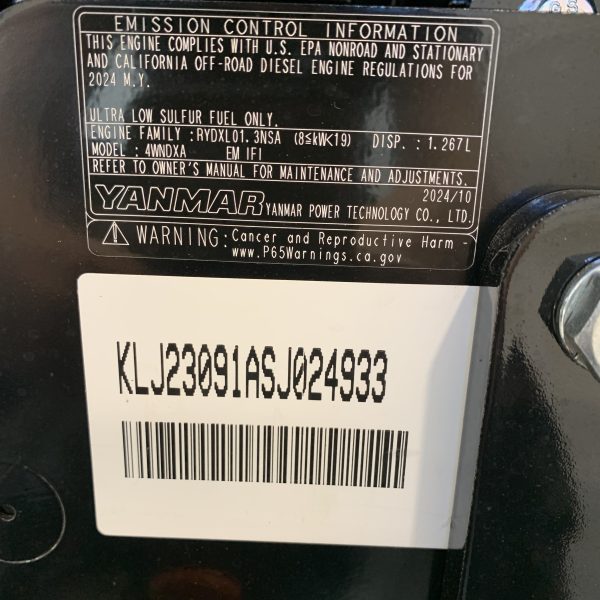 EMISSION CONTROL INFORMATION
THIS ENGINE COMPLIES WITH U.S. EPA NONROAD AND STATIONARY
AND CALIFORNIA OFF-ROAD DIESEL ENGINE REGULATIONS FOR
2024 M.Y.
ULTRA LOW SULFUR FUEL ONLY.
ENGINE FAMILY :RYDXL01.3NSA (8≤kW<19) DISP. : 1.267L
MODEL : 4WNDXA EM IFI
REFER TO OWNER'S MANUAL FOR MAINTENANCE AND ADJUSTMENTS.
2024/10
YANMAR YANMAR POWER TECHNOLOGY CO., LTD.
WARNING: Cancer and Reproductive Harm -
www.P65Warnings.ca.gov
KLJ23091ASJ024933